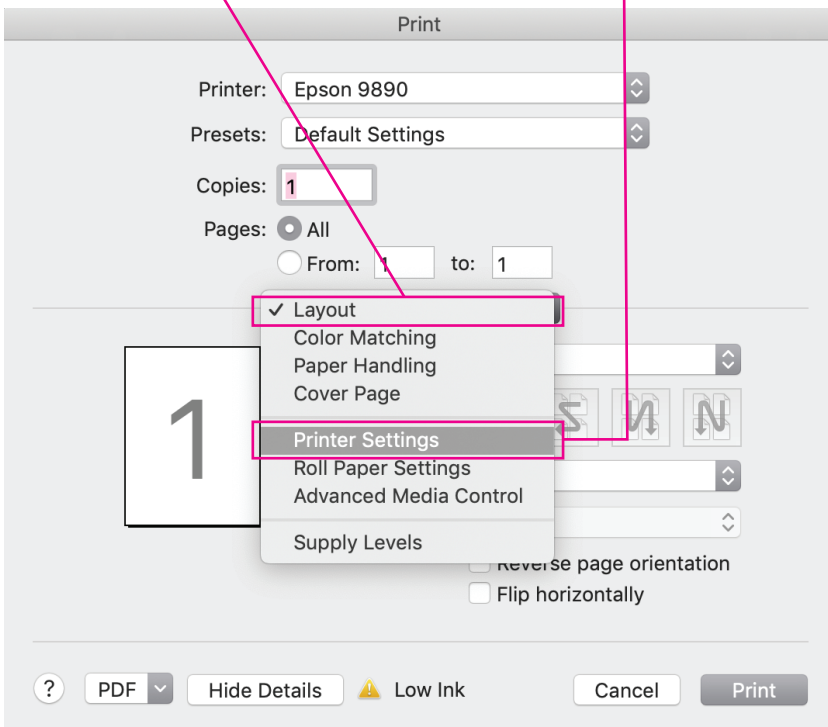 Print
Printer: Epson 9890
Presets: Default Settings
Copies: 1
Pages: All
From: 1 to: 1
✓ Layout
Color Matching
Paper Handling
Cover Page
1
Printer Settings
Roll Paper Settings
Advanced Media Control
Supply Levels
Reverse page orientation
Flip horizontally
? PDF Hide Details Low Ink Cancel Print